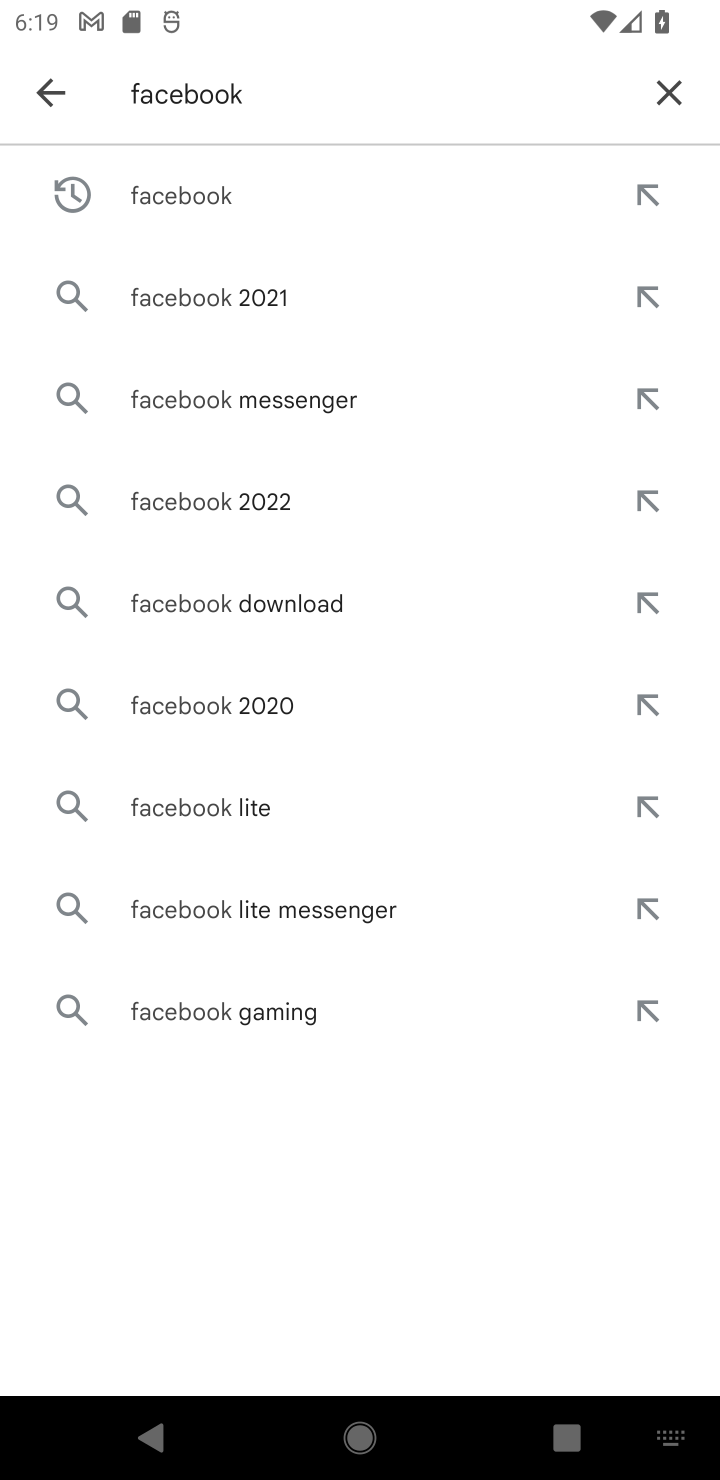 6:19
facebook
facebook
facebook 2021
facebook messenger
facebook 2022
facebook download
facebook 2020
facebook lite
facebook lite messenger
facebook gaming